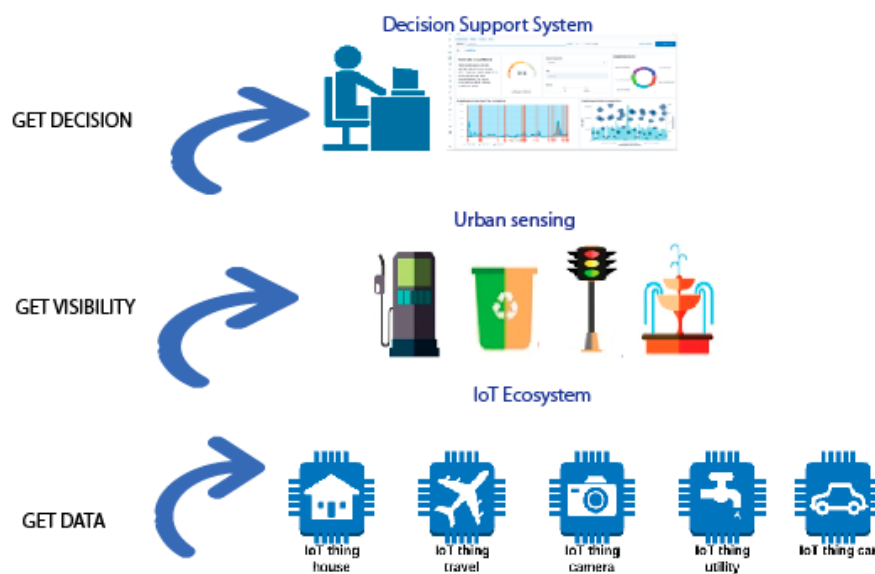 Decision Support System
GET DECISION
Urban sensing
GET VISIBILITY
IoT Ecosystem
GET DATA
IoT thing
house
IoT thing
travel
IoT thing
camera
IoT thing
utility
IoT thing car